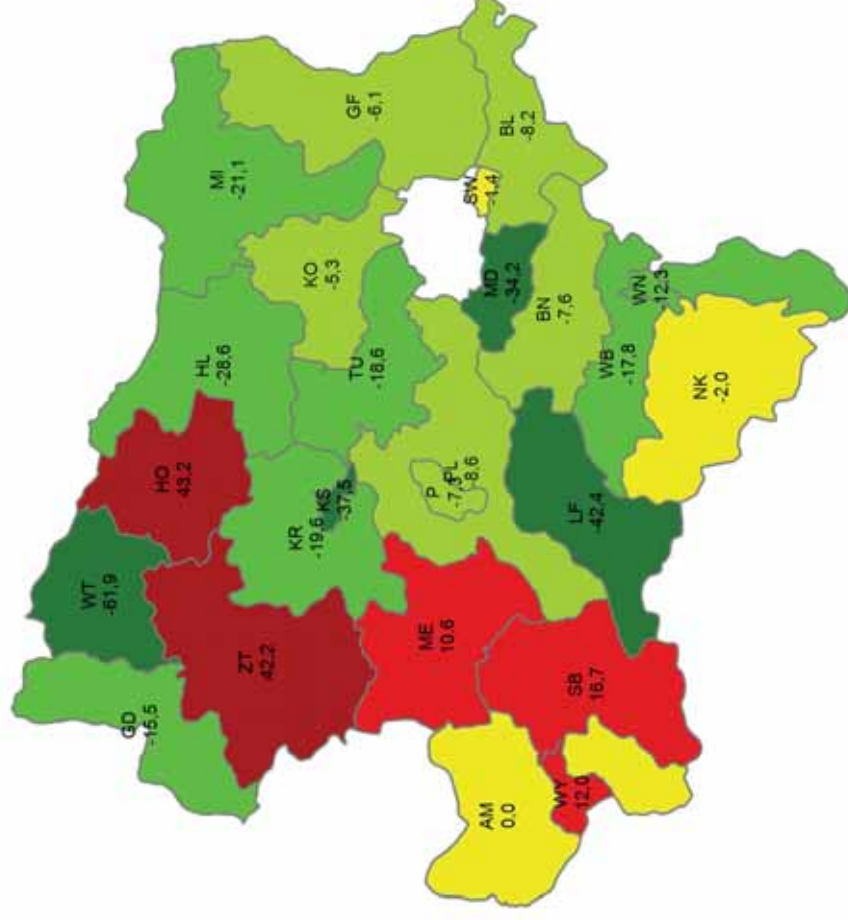 WT
-61,9
GD
-15,5
HO
43,2
HL
-28,6
MI
-21,1
ZT
42,2
KR
-19,6
KO
-5,3
KS
-37,5
TU
-18,6
GF
-6,1
ME
10,6
P
-7,3
PL
-8,6
SW
-1,4
AM
0,0
MD
-34,2
BL
-8,2
BN
-7,6
WY
12,0
SB
16,7
LF
-42,4
WB
-17,8
WN
-12,3
NK
-2,0